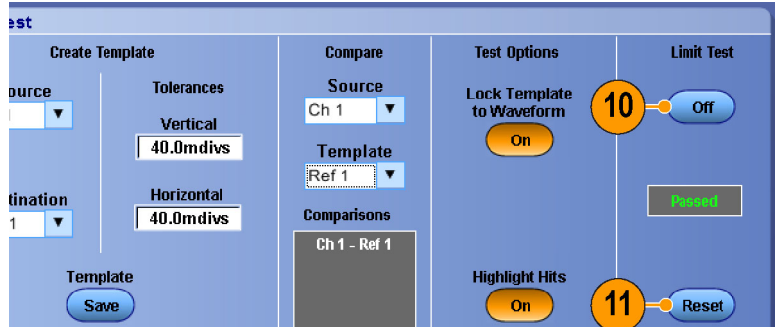 est
Create Template
Compare
Test Options
Limit Test
ource
Tolerances
Vertical
40.0mdivs
tination
1
Horizontal
40.0mdivs
Template
Save
Source
Ch 1
Template
Ref 1
Comparisons
Ch 1 - Ref 1
Lock Template
to Waveform
On
Highlight Hits
On
10
Off
Passed
11
Reset